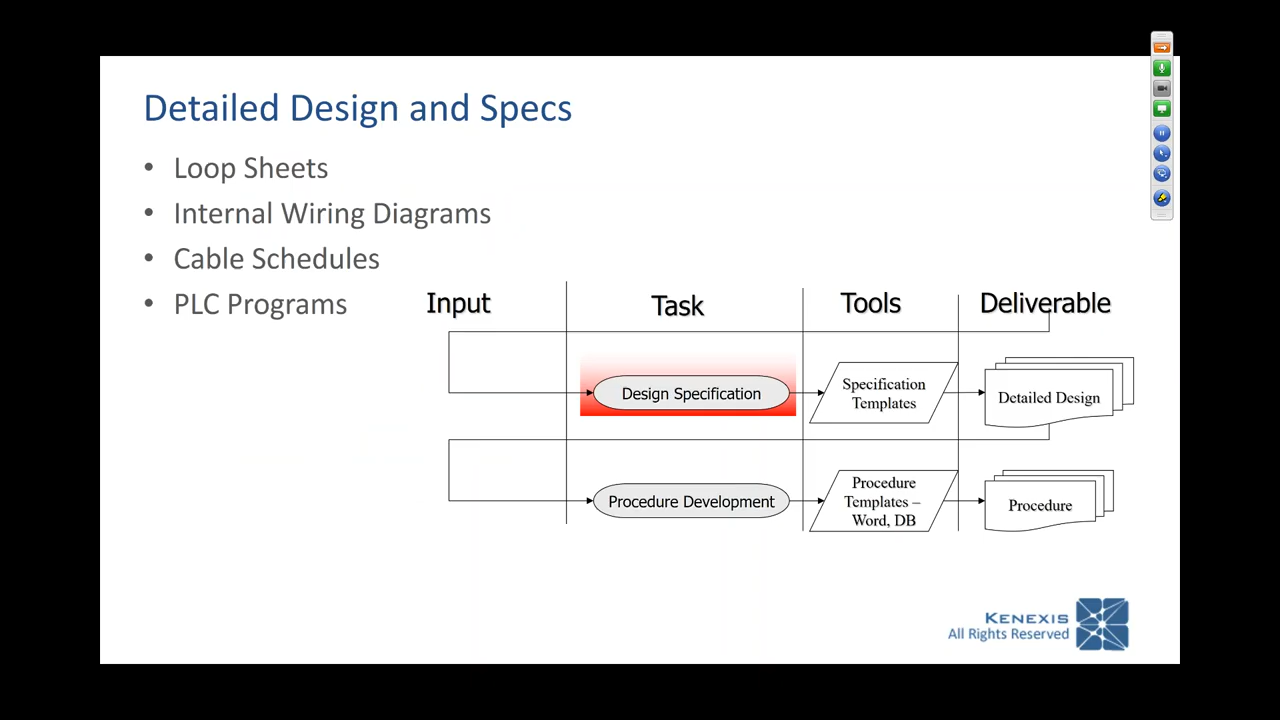 Detailed Design and Specs
• Loop Sheets
• Internal Wiring Diagrams
• Cable Schedules
• PLC Programs
Input
Task
Tools
Deliverable
Design Specification
Specification
Templates
Detailed Design
Procedure Development
Procedure
Templates –
Word, DB
Procedure
KENEXIS
All Rights Reserved